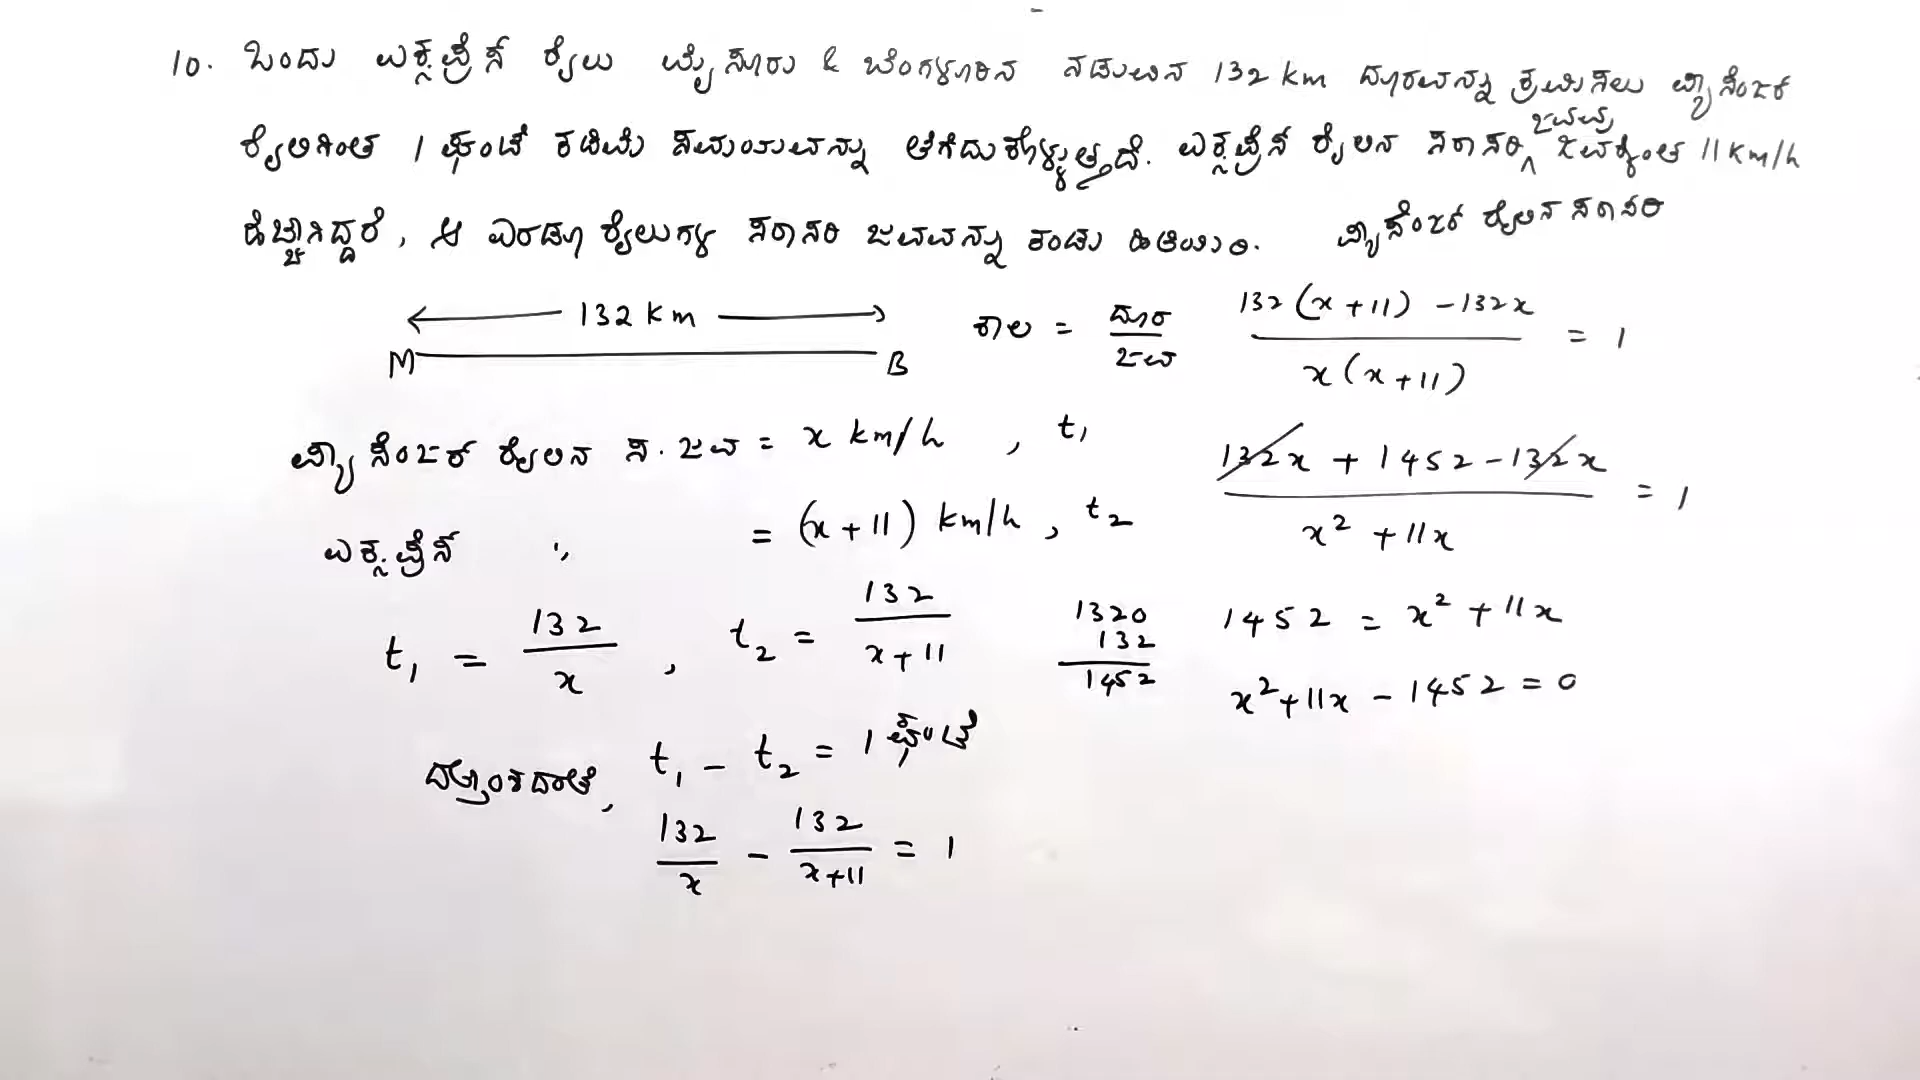 10. ಒಂದು ಎಕ್ಸ್‌ಪ್ರೆಸ್ ರೈಲು ಮೈಸೂರು & ಬೆಂಗಳೂರಿನ ನಡುವಿನ 132 km ದೂರವನ್ನು ಕ್ರಮಿಸಲು ಪ್ಯಾಸೆಂಜರ್
ರೈಲಿಗಿಂತ 1 ಘಂಟೆ ಕಡಿಮೆ ಸಮಯವನ್ನು ತೆಗೆದುಕೊಳ್ಳುತ್ತದೆ. ಎಕ್ಸ್‌ಪ್ರೆಸ್ ರೈಲಿನ ಸರಾಸರಿ ಜವವು ಜವಕ್ಕಿಂತ 11 km/h
ಹೆಚ್ಚಾಗಿದ್ದರೆ, ಆ ಎರಡೂ ರೈಲುಗಳ ಸರಾಸರಿ ಜವವನ್ನು ಕಂಡು ಹಿಡಿಯಿರಿ. ಪ್ಯಾಸೆಂಜರ್ ರೈಲಿನ ಸರಾಸರಿ
132 km
M B
ಕಾಲ = ದೂರ / ಜವ
ಪ್ಯಾಸೆಂಜರ್ ರೈಲಿನ ಸ. ಜವ = x km/h , t₁
ಎಕ್ಸ್‌ಪ್ರೆಸ್ ,, = (x + 11) km/h , t₂
t₁ = 132 / x , t₂ = 132 / x + 11
t₁ - t₂ = 1 ಘಂಟೆ
132 / x - 132 / x+11 = 1
132 (x + 11) - 132x / x (x + 11) = 1
132x + 1452 - 132x / x² + 11x = 1
1320
132
1452
1452 = x² + 11x
x² + 11x - 1452 = 0